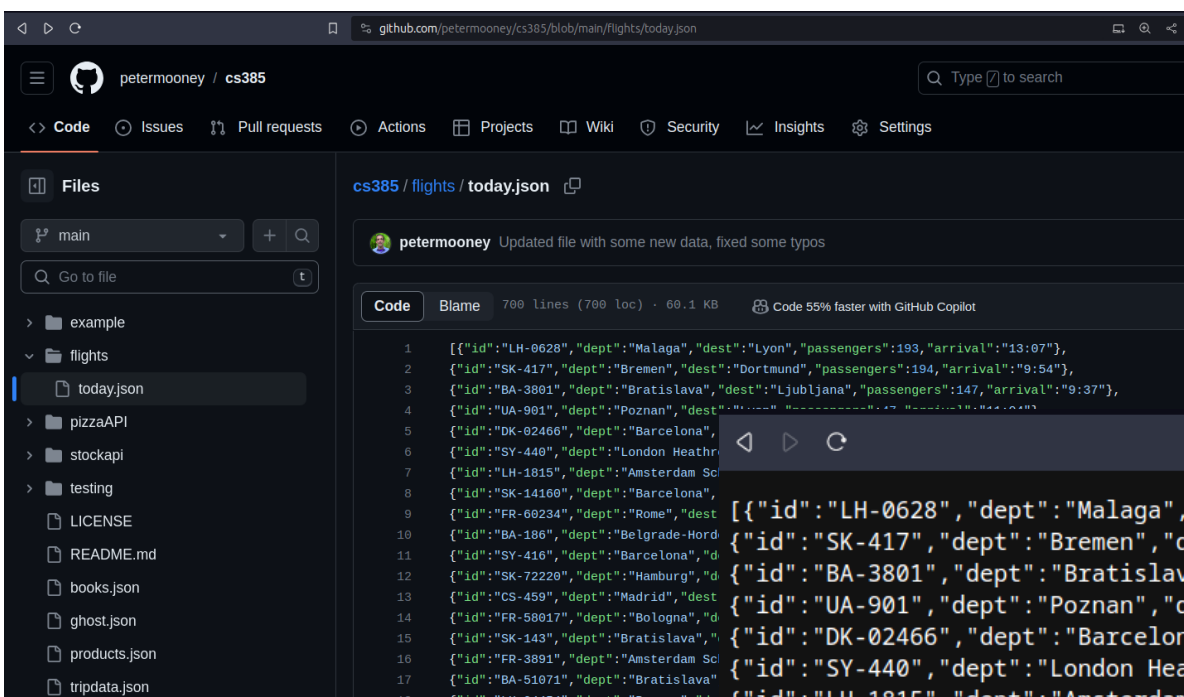 github.com/petermooney/cs385/blob/main/flights/today.json
petermooney / cs385
Type / to search
Code
Issues
Pull requests
Actions
Projects
Wiki
Security
Insights
Settings
Files
main
Go to file
t
example
flights
today.json
pizzaAPI
stockapi
testing
LICENSE
README.md
books.json
ghost.json
products.json
tripdata.json
cs385 / flights / today.json
petermooney Updated file with some new data, fixed some typos
Code Blame 700 lines (700 loc) · 60.1 KB Code 55% faster with GitHub Copilot
1 [{"id":"LH-0628","dept":"Malaga","dest":"Lyon","passengers":193,"arrival":"13:07"},
2 {"id":"SK-417","dept":"Bremen","dest":"Dortmund","passengers":194,"arrival":"9:54"},
3 {"id":"BA-3801","dept":"Bratislava","dest":"Ljubljana","passengers":147,"arrival":"9:37"},
4 {"id":"UA-901","dept":"Poznan","dest":
5 {"id":"DK-02466","dept":"Barcelona",
6 {"id":"SY-440","dept":"London Heathr
7 {"id":"LH-1815","dept":"Amsterdam Sc
8 {"id":"SK-14160","dept":"Barcelona",
9 {"id":"FR-60234","dept":"Rome","dest
10 {"id":"BA-186","dept":"Belgrade-Hord
11 {"id":"SY-416","dept":"Barcelona","d
12 {"id":"SK-72220","dept":"Hamburg","d
13 {"id":"CS-459","dept":"Madrid","dest
14 {"id":"FR-58017","dept":"Bologna","d
15 {"id":"SK-143","dept":"Bratislava","
16 {"id":"FR-3891","dept":"Amsterdam Sc
17 {"id":"BA-51071","dept":"Bratislava"
[{"id":"LH-0628","dept":"Malaga",
{"id":"SK-417","dept":"Bremen","d
{"id":"BA-3801","dept":"Bratislav
{"id":"UA-901","dept":"Poznan","d
{"id":"DK-02466","dept":"Barcelon
{"id":"SY-440","dept":"London Hea